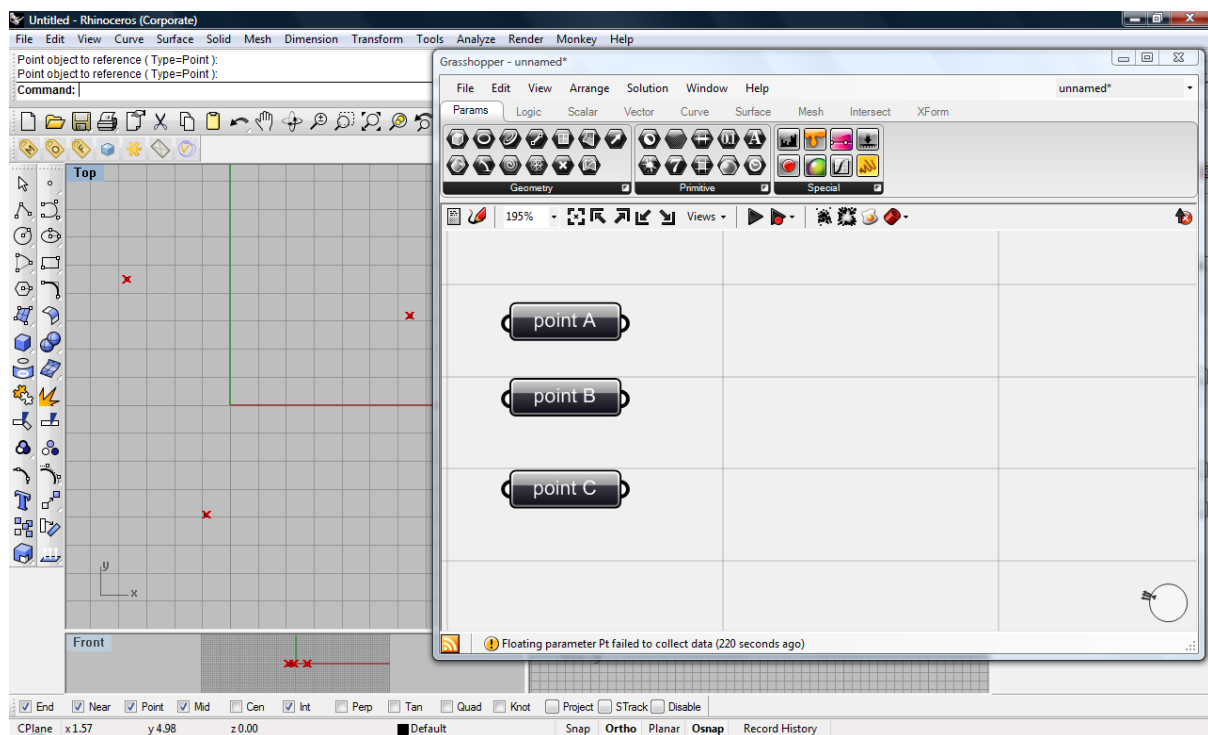 Untitled - Rhinoceros (Corporate)
File Edit View Curve Surface Solid Mesh Dimension Transform Tools Analyze Render Monkey Help
Point object to reference ( Type=Point ):
Point object to reference ( Type=Point ):
Command:
Grasshopper - unnamed*
File Edit View Arrange Solution Window Help unnamed*
Params Logic Scalar Vector Curve Surface Mesh Intersect XForm
Geometry Primitive Special
195% Views
Top
point A
point B
point C
y
x
Front
Floating parameter Pt failed to collect data (220 seconds ago)
End Near Point Mid Cen Int Perp Tan Quad Knot Project STrack Disable
CPlane x 1.57 y 4.98 z 0.00 Default Snap Ortho Planar Osnap Record History